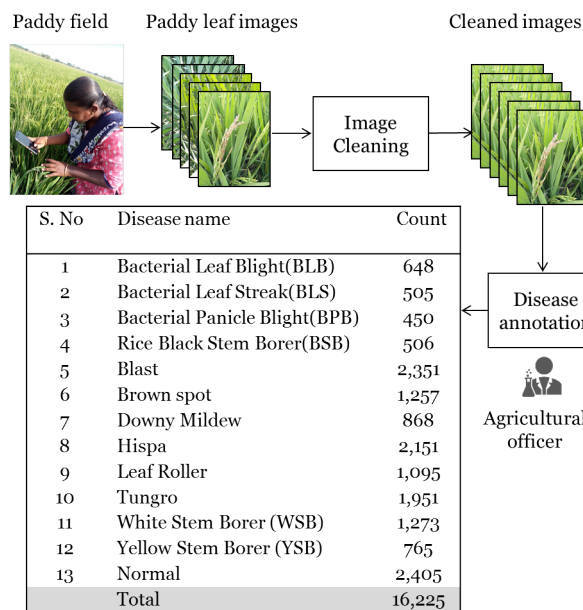 Paddy field
Paddy leaf images
Cleaned images
Image
Cleaning
S. No Disease name Count
1 Bacterial Leaf Blight(BLB) 648
2 Bacterial Leaf Streak(BLS) 505
3 Bacterial Panicle Blight(BPB) 450
4 Rice Black Stem Borer(BSB) 506
5 Blast 2,351
6 Brown spot 1,257
7 Downy Mildew 868
8 Hispa 2,151
9 Leaf Roller 1,095
10 Tungro 1,951
11 White Stem Borer (WSB) 1,273
12 Yellow Stem Borer (YSB) 765
13 Normal 2,405
Total 16,225
Disease
annotation
Agricultural
officer